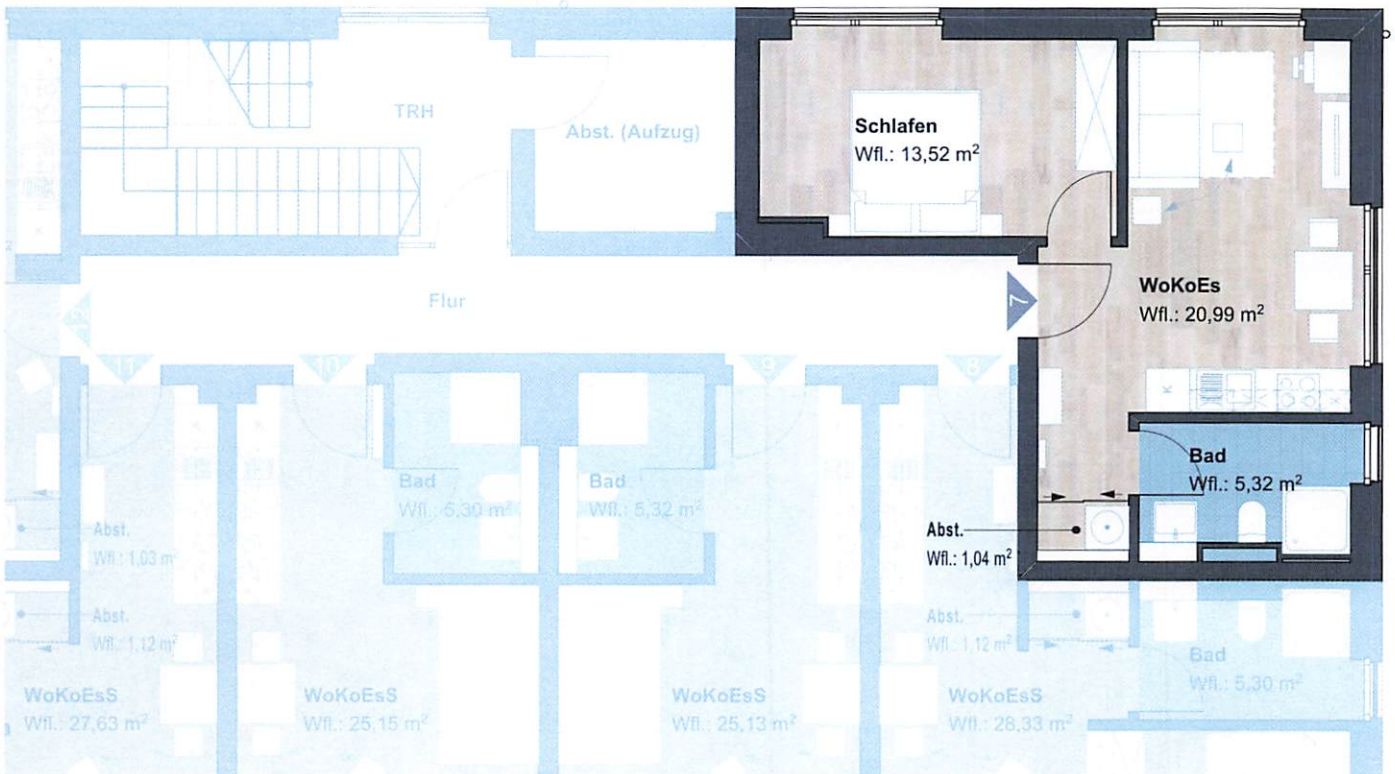 TRH
Abst. (Aufzug)
Schlafen
Wfl.: 13,52 m²
WoKoEs
Wfl.: 20,99 m²
Flur
7
11
10
9
8
K
Bad
Wfl.: 5,30 m²
Bad
Wfl.: 5,32 m²
Bad
Wfl.: 5,32 m²
Abst.
Wfl.: 1,03 m²
Abst.
Wfl.: 1,04 m²
Abst.
Wfl.: 1,12 m²
Abst.
Wfl.: 1,12 m²
Bad
Wfl.: 5,30 m²
WoKoEsS
Wfl.: 27,63 m²
WoKoEsS
Wfl.: 25,15 m²
WoKoEsS
Wfl.: 25,13 m²
WoKoEsS
Wfl.: 28,33 m²